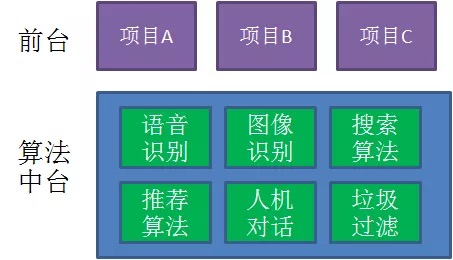 前台
项目A
项目B
项目C
算法
中台
语音
识别
图像
识别
搜索
算法
推荐
算法
人机
对话
垃圾
过滤